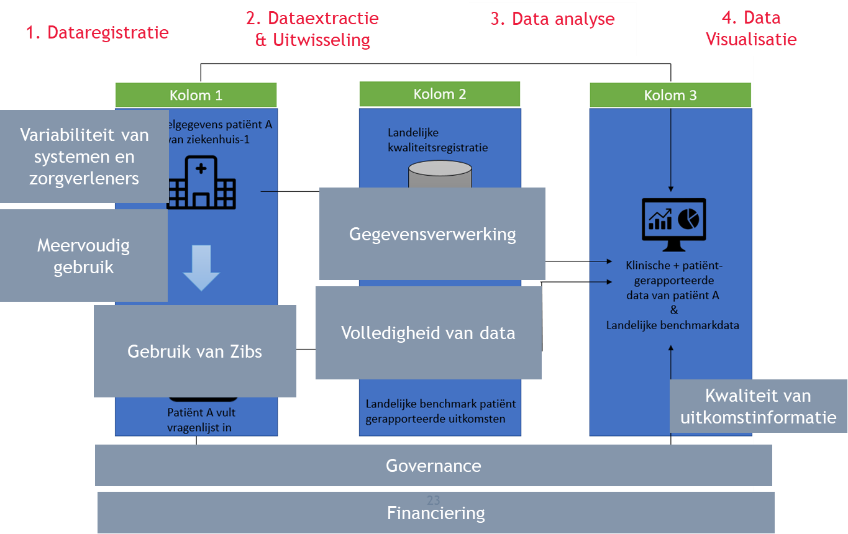 1. Dataregistratie
2. Dataextractie
& Uitwisseling
3. Data analyse
4. Data
Visualisatie
Kolom 1
Kolom 2
Kolom 3
patiënt A
van ziekenhuis-1
Variabiliteit van
systemen en
zorgverleners
Meervoudig
gebruik
Gebruik van Zibs
Patiënt A vult
vragenlijst in
Landelijke
kwaliteitsregistratie
Gegevensverwerking
Volledigheid van data
Landelijke benchmark patiënt
gerapporteerde uitkomsten
Klinische + patiënt-
gerapporteerde
data van patiënt A
&
Landelijke benchmarkdata
Kwaliteit van
uitkomstinformatie
Governance
23
Financiering